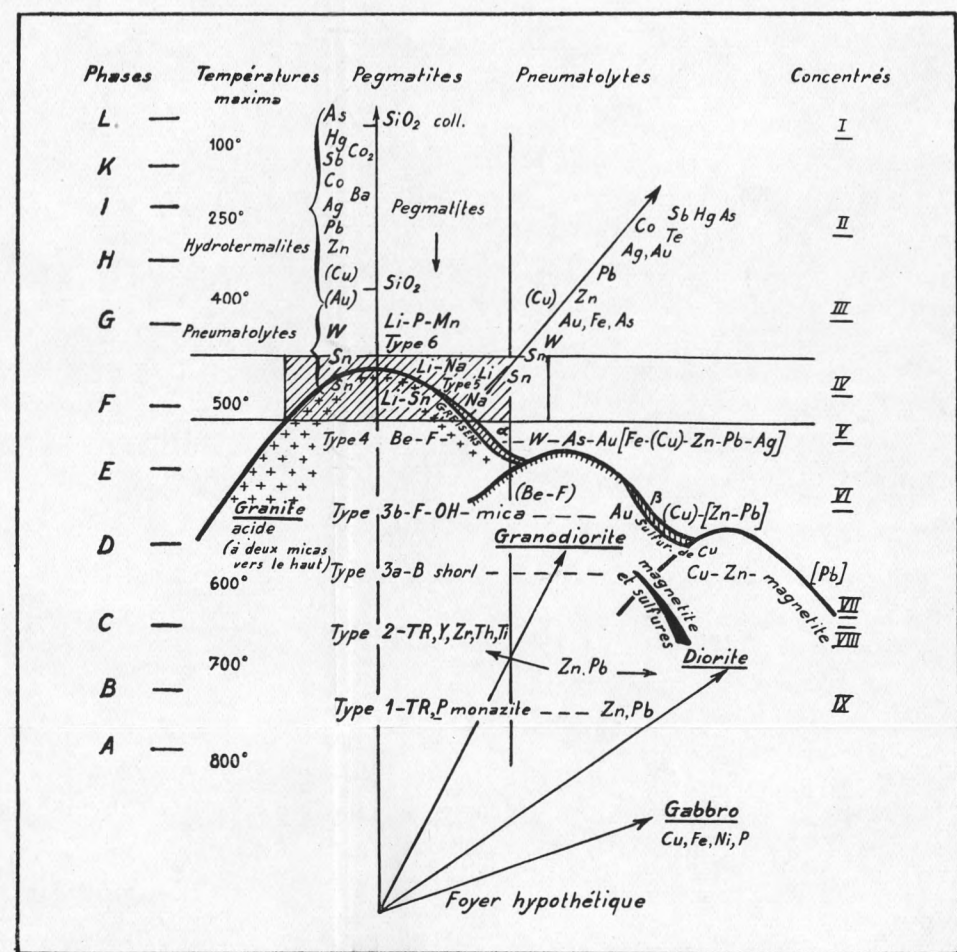 Phases Températures maxima Pegmatites Pneumatolytes Concentrés
L As SiO2 coll. I
100° Hg
Sb Co2
K
Co
Ba
I Ag Pegmatites Sb Hg As
250° Pb Co Te II
Hydrotermalites Zn Ag, Au
H Pb
(Cu) SiO2
400° (Au) (Cu) Zn III
G Pneumatolytes W Li-P-Mn Au, Fe, As
Type 6 W
Sn Sn
Sn Li-Na Li Sn IV
Type 5
F 500° Li-Sn Na
GREISENS
Type 4 Be-F- α - W-As-Au[Fe-(Cu)-Zn-Pb-Ag] V
E
(Be-F) β VI
Granite Type 3b-F-OH-mica Au (Cu)-[Zn-Pb]
acide Granodiorite Sulfur. de Cu
D (à deux micas
vers le haut) Cu-Zn-magnetite [Pb]
600° Type 3a-B shorl magnetite
et sulfures VII
C Type 2-TR,Y,Zr,Th,Ti VIII
700° Zn,Pb Diorite
B Type 1-TR,P monazite Zn,Pb IX
A 800°
Gabbro
Cu,Fe,Ni,P
Foyer hypothétique